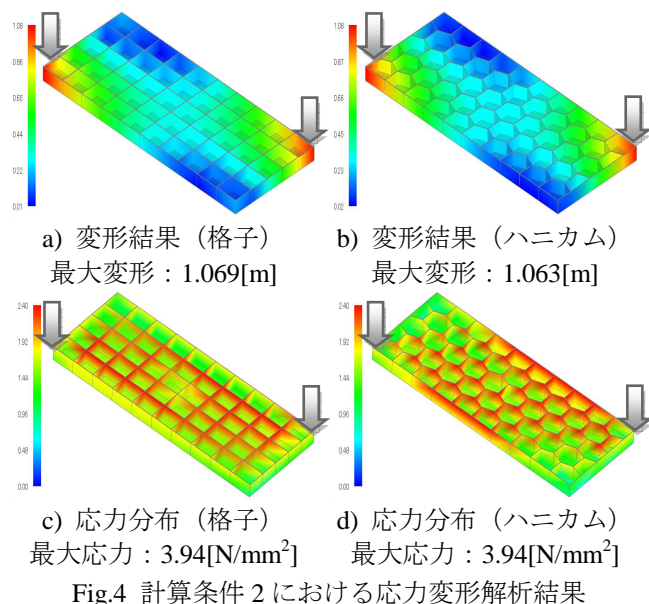 1.08
0.86
0.65
0.44
0.22
0.01
1.08
0.87
0.65
0.44
0.23
0.02
a) 変形結果（格子）
最大変形：1.069[m]
b) 変形結果（ハニカム）
最大変形：1.063[m]
2.40
1.92
1.44
0.96
0.48
0.00
2.40
1.92
1.44
0.96
0.48
0.00
c) 応力分布（格子）
最大応力：3.94[N/mm²]
d) 応力分布（ハニカム）
最大応力：3.94[N/mm²]
Fig.4 計算条件 2 における応力変形解析結果